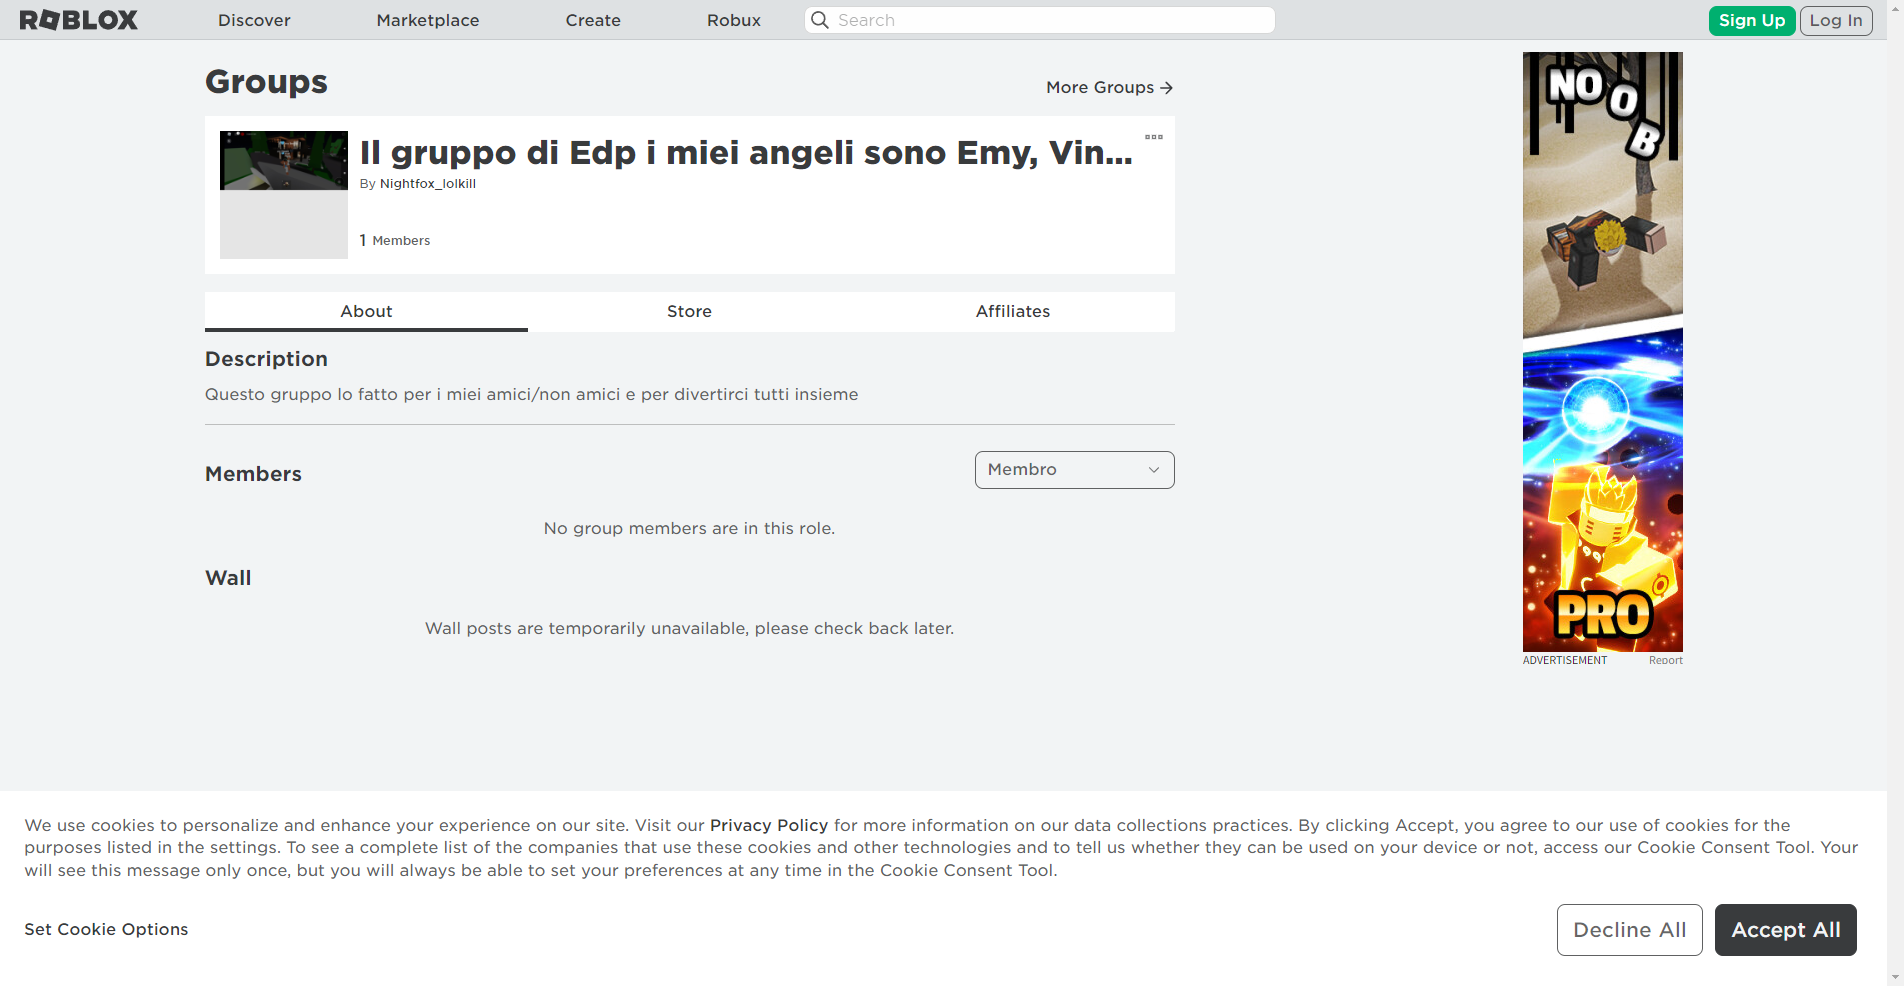 ROBLOX
Discover
Marketplace
Create
Robux
Search
Sign Up
Log In
Groups
More Groups
Il gruppo di Edp i miei angeli sono Emy, Vin...
By Nightfox_lolkill
1 Members
About
Store
Affiliates
Description
Questo gruppo lo fatto per i miei amici/non amici e per divertirci tutti insieme
Members
Membro
No group members are in this role.
Wall
Wall posts are temporarily unavailable, please check back later.
NOOB
PRO
ADVERTISEMENT
Report
We use cookies to personalize and enhance your experience on our site. Visit our Privacy Policy for more information on our data collections practices. By clicking Accept, you agree to our use of cookies for the
purposes listed in the settings. To see a complete list of the companies that use these cookies and other technologies and to tell us whether they can be used on your device or not, access our Cookie Consent Tool. Your
will see this message only once, but you will always be able to set your preferences at any time in the Cookie Consent Tool.
Set Cookie Options
Decline All
Accept All